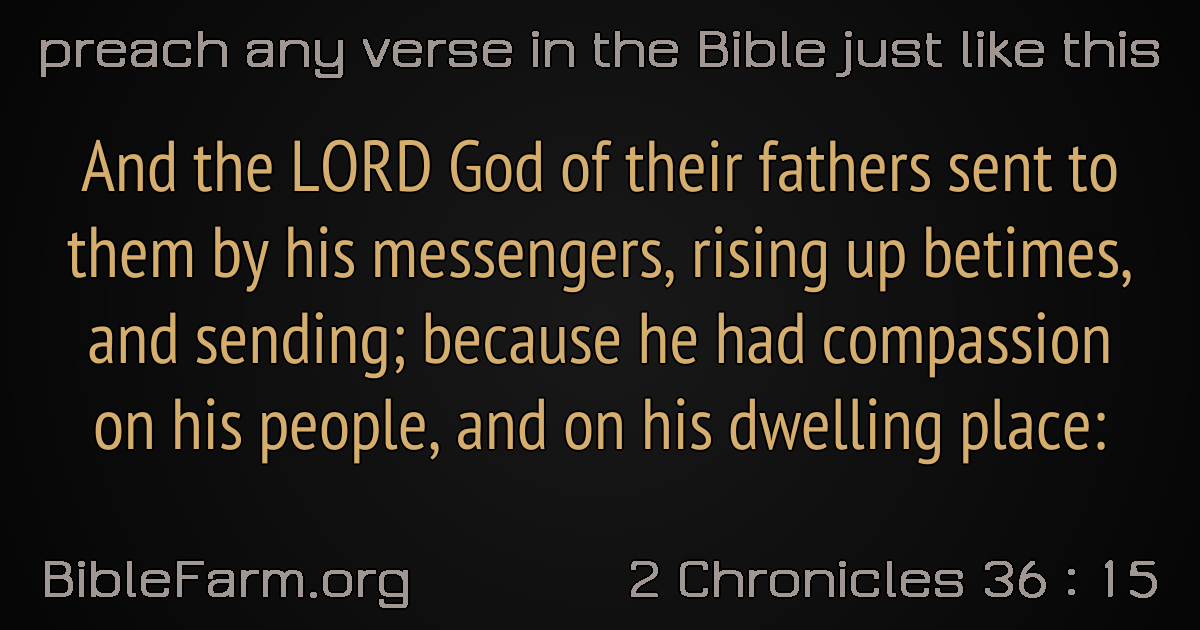 preach any verse in the Bible just like this
And the LORD God of their fathers sent to
them by his messengers, rising up betimes,
and sending; because he had compassion
on his people, and on his dwelling place:
BibleFarm.org
2 Chronicles 36 : 15